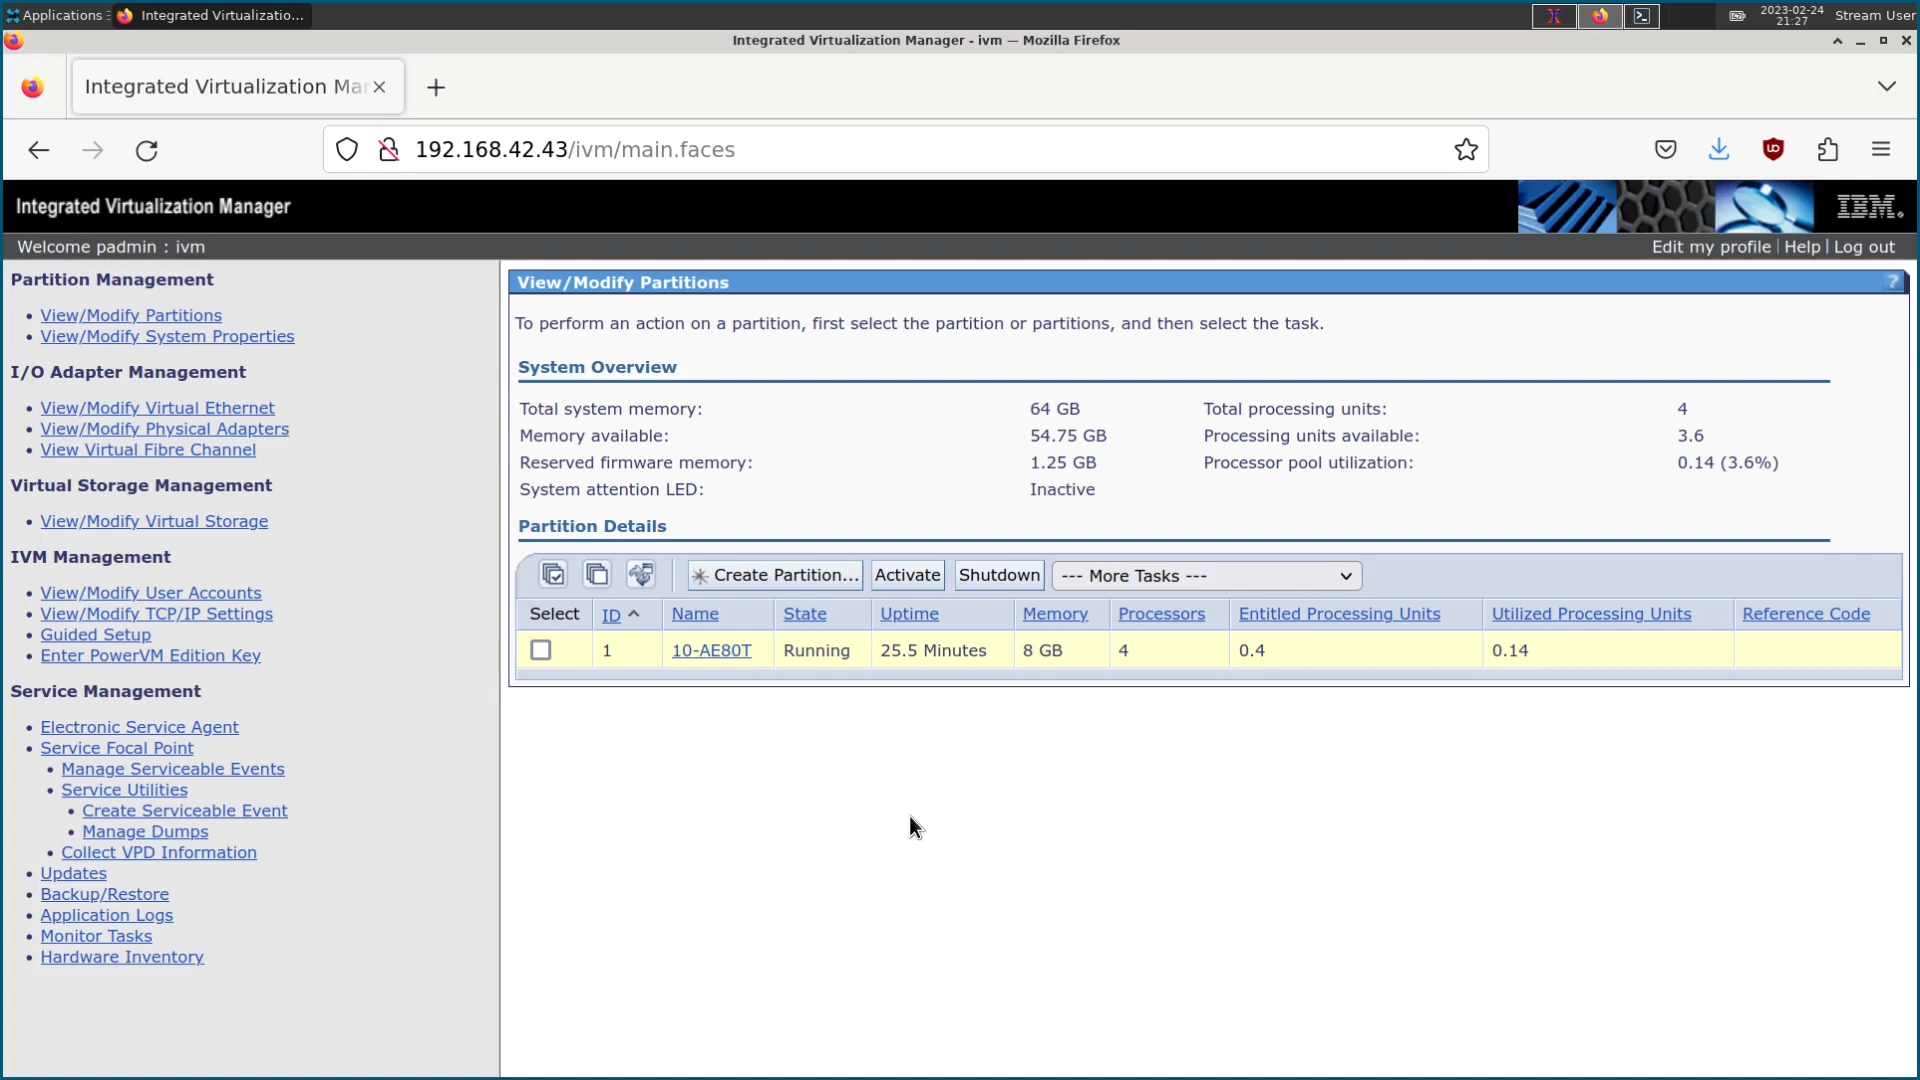 Applications Integrated Virtualizatio... 2023-02-24 21:27 Stream User
Integrated Virtualization Manager - ivm — Mozilla Firefox
Integrated Virtualization Ma
192.168.42.43/ivm/main.faces
Integrated Virtualization Manager IBM.
Welcome padmin : ivm Edit my profile | Help | Log out
Partition Management
View/Modify Partitions
View/Modify System Properties
I/O Adapter Management
View/Modify Virtual Ethernet
View/Modify Physical Adapters
View Virtual Fibre Channel
Virtual Storage Management
View/Modify Virtual Storage
IVM Management
View/Modify User Accounts
View/Modify TCP/IP Settings
Guided Setup
Enter PowerVM Edition Key
Service Management
Electronic Service Agent
Service Focal Point
Manage Serviceable Events
Service Utilities
Create Serviceable Event
Manage Dumps
Collect VPD Information
Updates
Backup/Restore
Application Logs
Monitor Tasks
Hardware Inventory
View/Modify Partitions ?
To perform an action on a partition, first select the partition or partitions, and then select the task.
System Overview
Total system memory: 64 GB Total processing units: 4
Memory available: 54.75 GB Processing units available: 3.6
Reserved firmware memory: 1.25 GB Processor pool utilization: 0.14 (3.6%)
System attention LED: Inactive
Partition Details
Create Partition... Activate Shutdown --- More Tasks ---
Select ID Name State Uptime Memory Processors Entitled Processing Units Utilized Processing Units Reference Code
1 10-AE80T Running 25.5 Minutes 8 GB 4 0.4 0.14